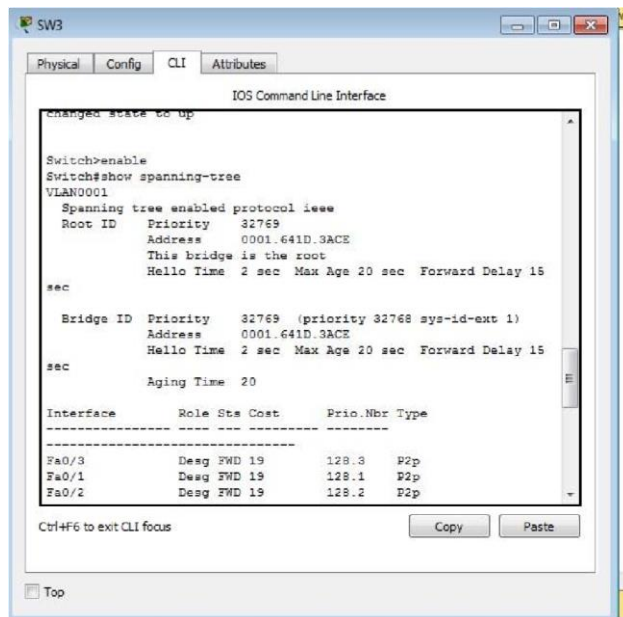 SW3
Physical Config CLI Attributes
IOS Command Line Interface
changed state to up
Switch>enable
Switch#show spanning-tree
VLAN0001
Spanning tree enabled protocol ieee
Root ID Priority 32769
Address 0001.641D.3ACE
This bridge is the root
Hello Time 2 sec Max Age 20 sec Forward Delay 15
sec
Bridge ID Priority 32769 (priority 32768 sys-id-ext 1)
Address 0001.641D.3ACE
Hello Time 2 sec Max Age 20 sec Forward Delay 15
sec
Aging Time 20
Interface Role Sts Cost Prio.Nbr Type
---------------- ---- --- --------- --------
--------------------------------
Fa0/3 Desg FWD 19 128.3 P2p
Fa0/1 Desg FWD 19 128.1 P2p
Fa0/2 Desg FWD 19 128.2 P2p
Ctrl+F6 to exit CLI focus
Copy Paste
Top